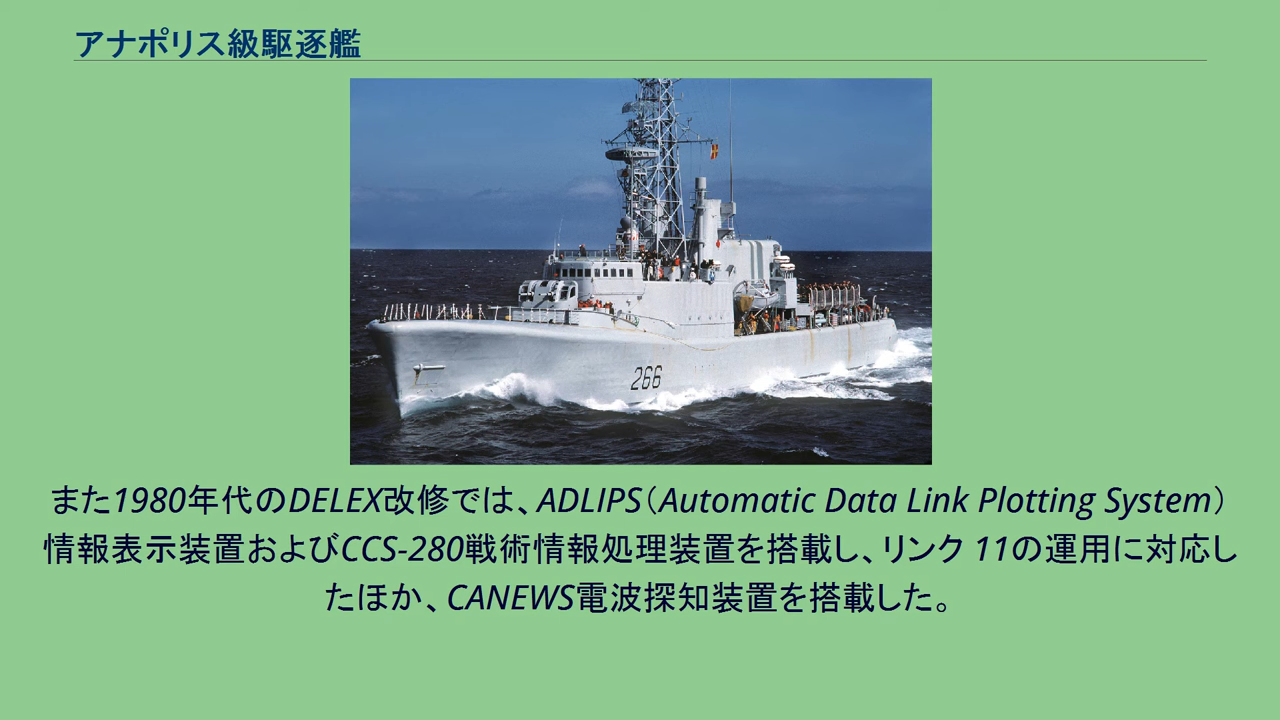 アナポリス級駆逐艦
266
また1980年代のDELEX改修では、ADLIPS（Automatic Data Link Plotting System）
情報表示装置およびCCS-280戦術情報処理装置を搭載し、リンク 11の運用に対応し
たほか、CANEWS電波探知装置を搭載した。